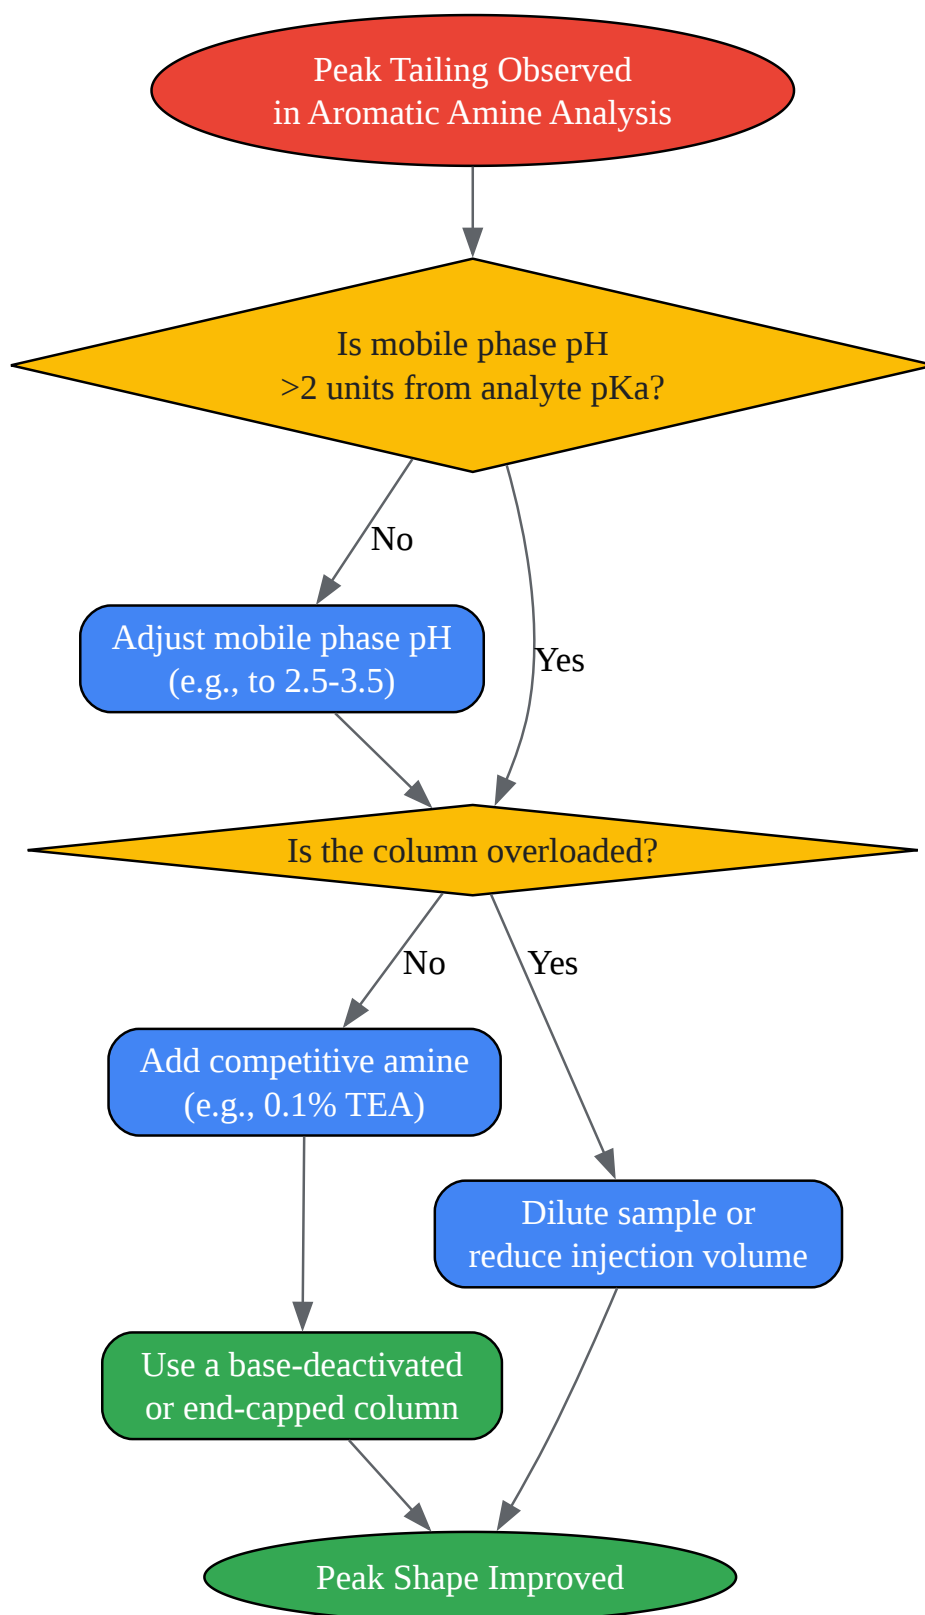 Peak Tailing Observed
in Aromatic Amine Analysis
Is mobile phase pH
>2 units from analyte pKa?
No
Adjust mobile phase pH
(e.g., to 2.5-3.5)
Yes
Is the column overloaded?
No
Yes
Add competitive amine
(e.g., 0.1% TEA)
Dilute sample or
reduce injection volume
Use a base-deactivated
or end-capped column
Peak Shape Improved